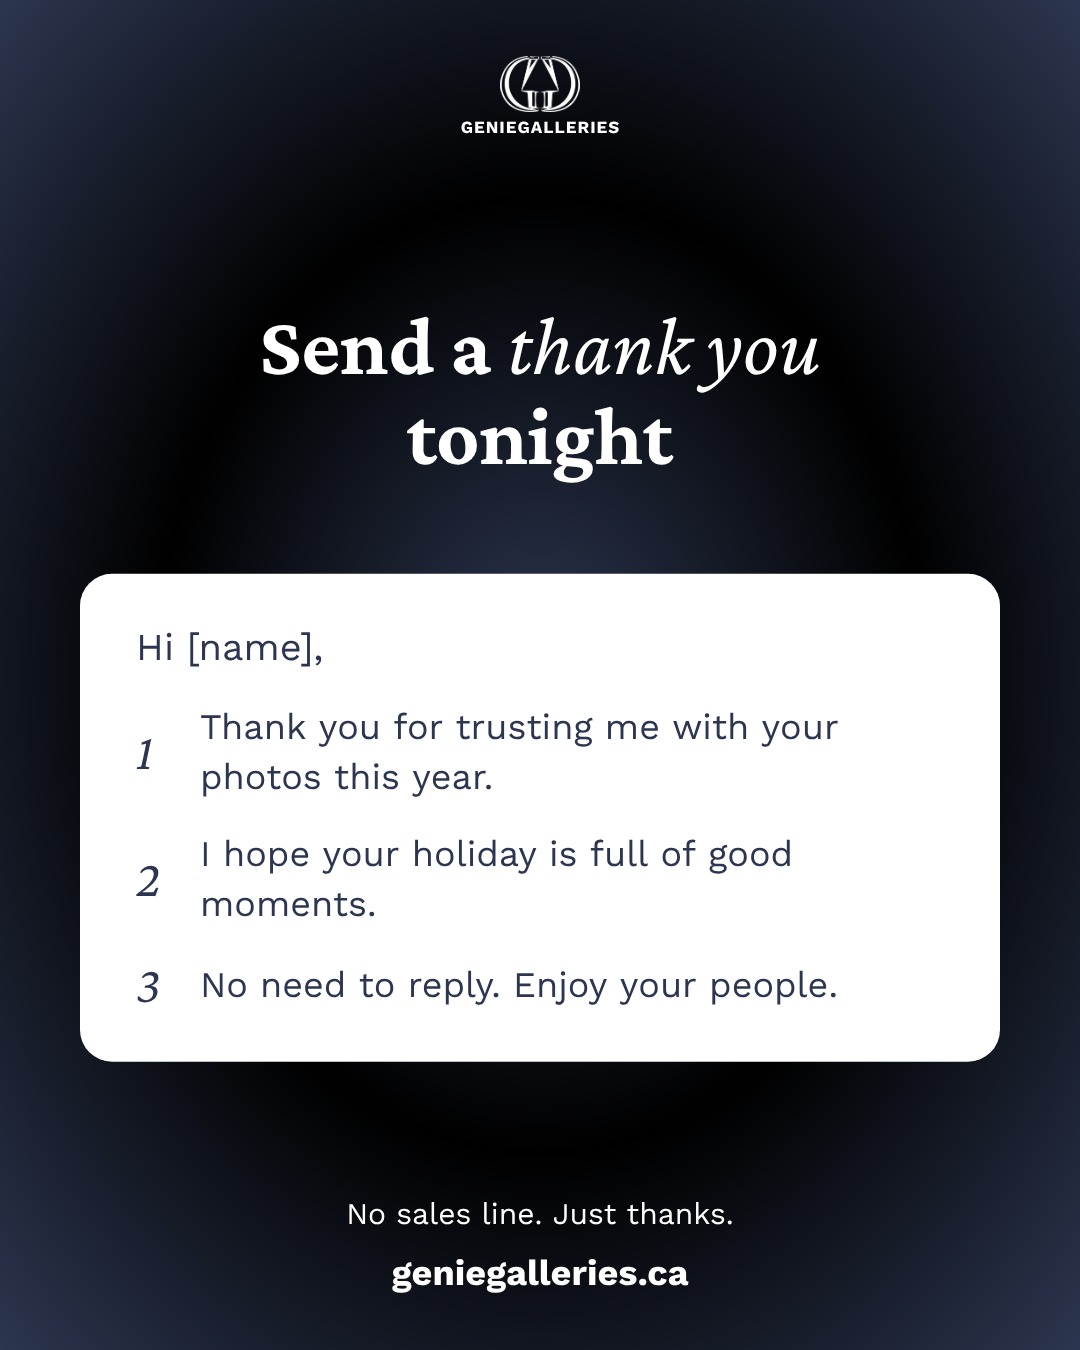 GENIEGALLERIES
Send a thank you
tonight
Hi [name],
1 Thank you for trusting me with your
photos this year.
2 I hope your holiday is full of good
moments.
3 No need to reply. Enjoy your people.
No sales line. Just thanks.
geniegalleries.ca